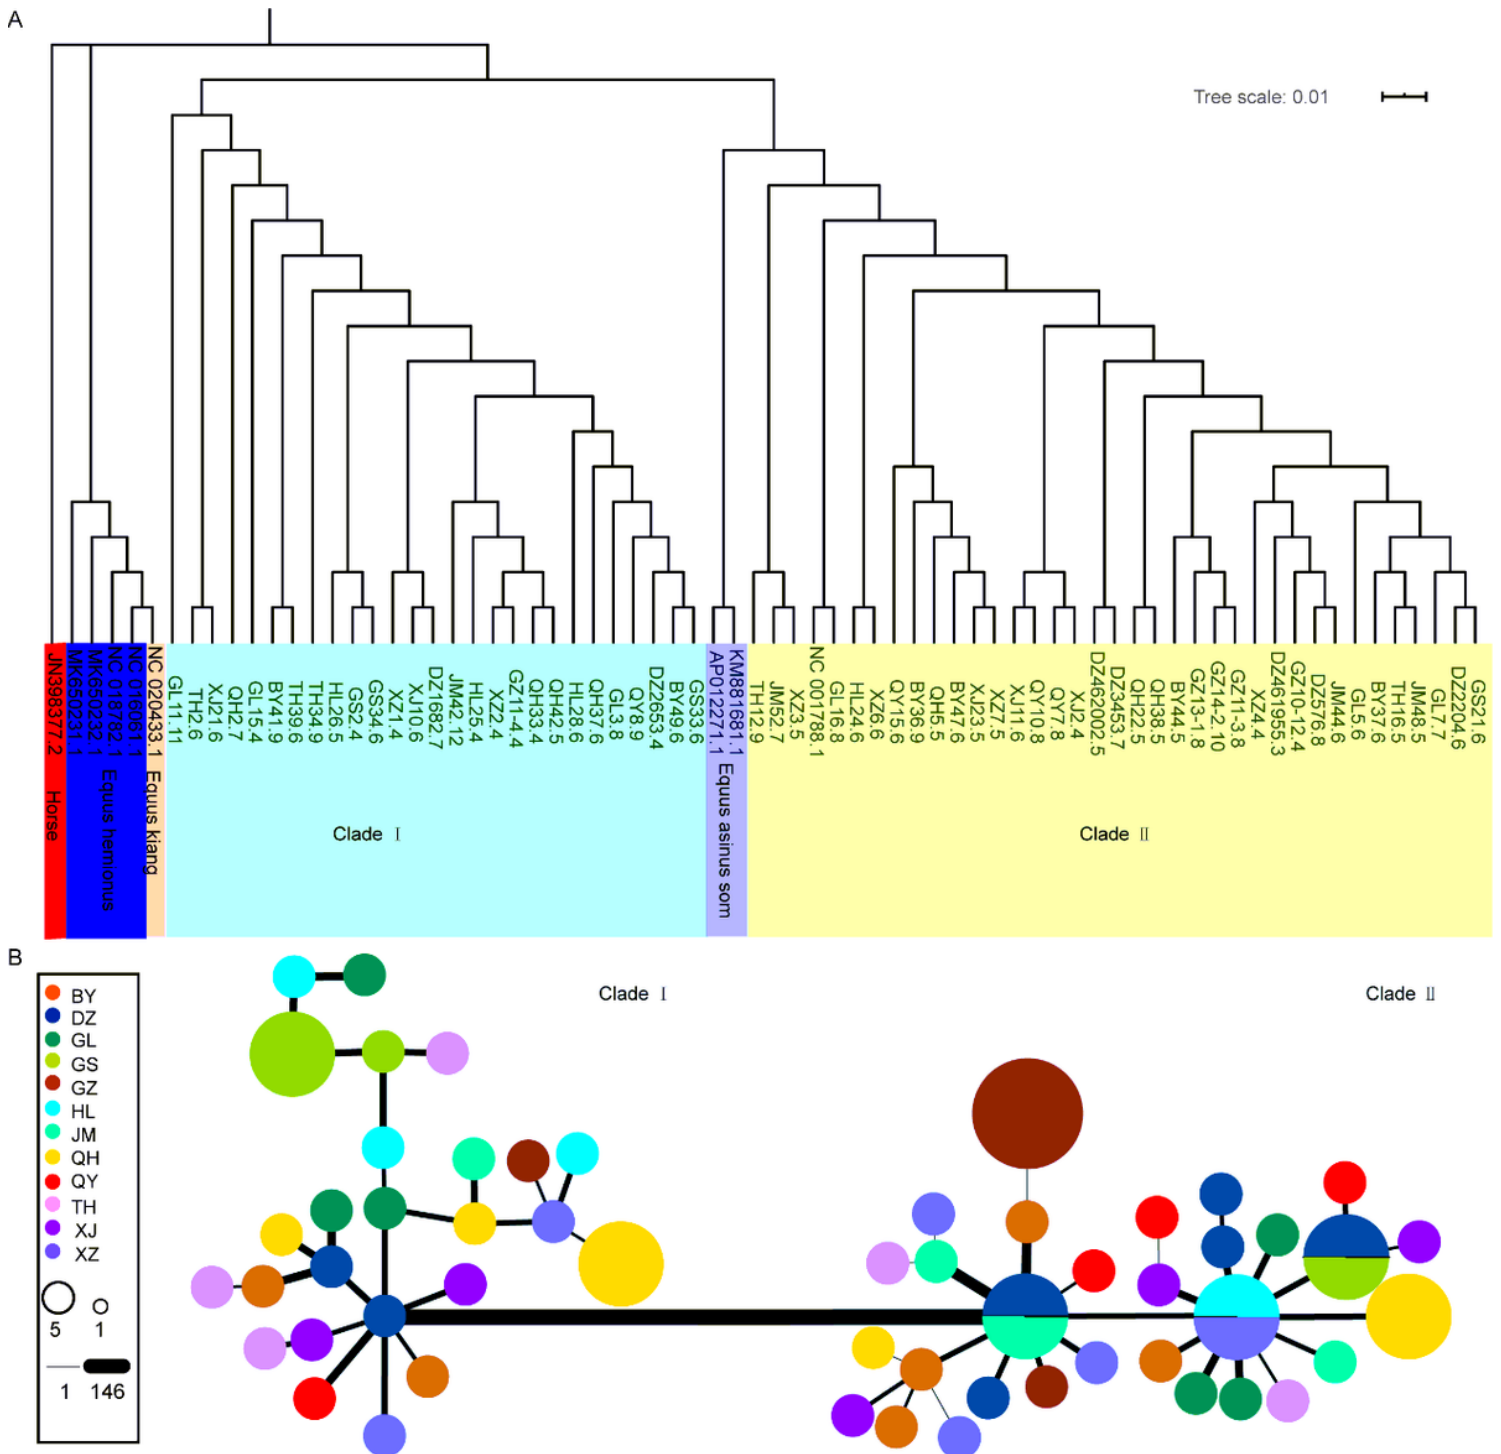 A
Tree scale: 0.01
JN398377.2 Horse
MK650231.1
MK650232.1
NC 018782.1
NC 016061.1
Equus hemionus
NC 020433.1 Equus kiang
GL11.11
TH2.6
XJ21.6
QH2.7
GL15.4
BY41.9
TH39.6
TH34.9
HL26.5
GS2.4
GS34.6
XZ1.4
XJ10.6
DZ1682.7
JM42.12
HL25.4
XZ2.4
GZ11-4.4
QH33.4
QH42.5
HL28.6
QH37.6
GL3.8
QY8.9
DZ2653.4
BY49.6
GS33.6
Clade Ⅰ
AP012271.1
KM881681.1
Equus asinus som
TH12.9
JM52.7
XZ3.5
NC 001788.1
GL16.8
HL24.6
XZ6.6
QY15.6
BY36.9
QH5.5
BY47.6
XJ23.5
XZ7.5
XJ11.6
QY10.8
QY7.8
XJ2.4
DZ462002.5
DZ3453.7
QH22.5
QH38.5
BY44.5
GZ13-1.8
GZ14-2.10
GZ11-3.8
XZ4.4
DZ461955.3
GZ10-12.4
DZ576.8
JM44.6
GL5.6
BY37.6
TH16.5
JM48.5
GL7.7
DZ2204.6
GS21.6
Clade Ⅱ
B
BY
DZ
GL
GS
GZ
HL
JM
QH
QY
TH
XJ
XZ
5 1
1 146
Clade Ⅰ
Clade Ⅱ